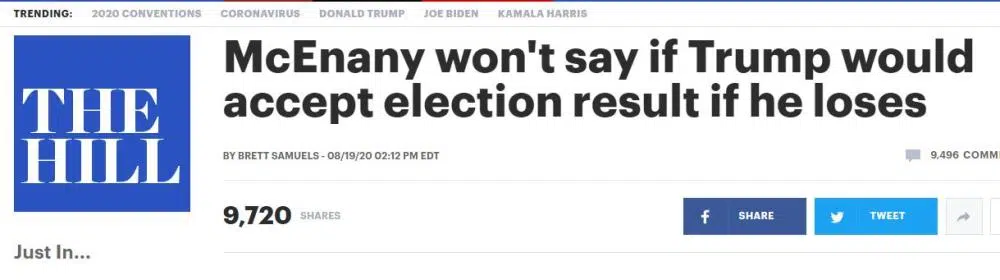 TRENDING: 2020 CONVENTIONS CORONAVIRUS DONALD TRUMP JOE BIDEN KAMALA HARRIS
THE
HILL
McEnany won't say if Trump would
accept election result if he loses
BY BRETT SAMUELS - 08/19/20 02:12 PM EDT
9,496 COMM
9,720 SHARES
SHARE
TWEET
Just In...